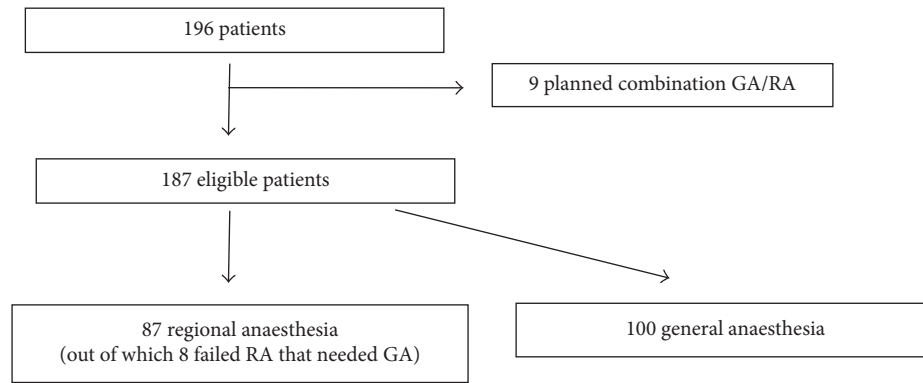 196 patients
9 planned combination GA/RA
187 eligible patients
87 regional anaesthesia
(out of which 8 failed RA that needed GA)
100 general anaesthesia